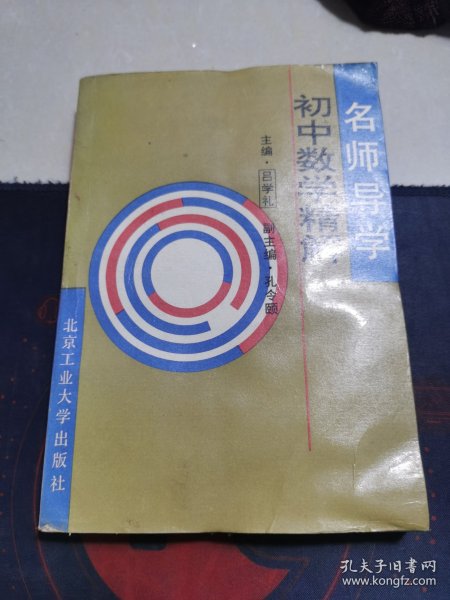 名师导学
初中数学精解
主编·吕学礼 副主编·孔令颐
北京工业大学出版社
孔夫子旧书网
www.kongfz.com